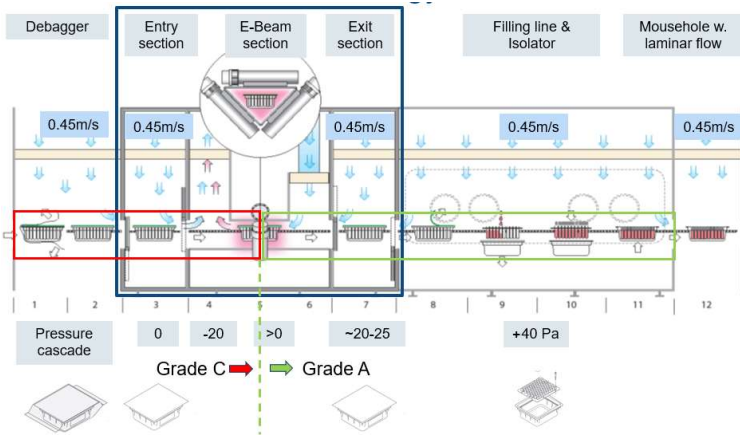 Debagger
Entry section
E-Beam section
Exit section
Filling line & Isolator
Mousehole w. laminar flow
0.45m/s
0.45m/s
0.45m/s
0.45m/s
0.45m/s
1 2 3 4 5 6 7 8 9 10 11 12
Pressure cascade
0
-20
>0
~20-25
+40 Pa
Grade C
Grade A